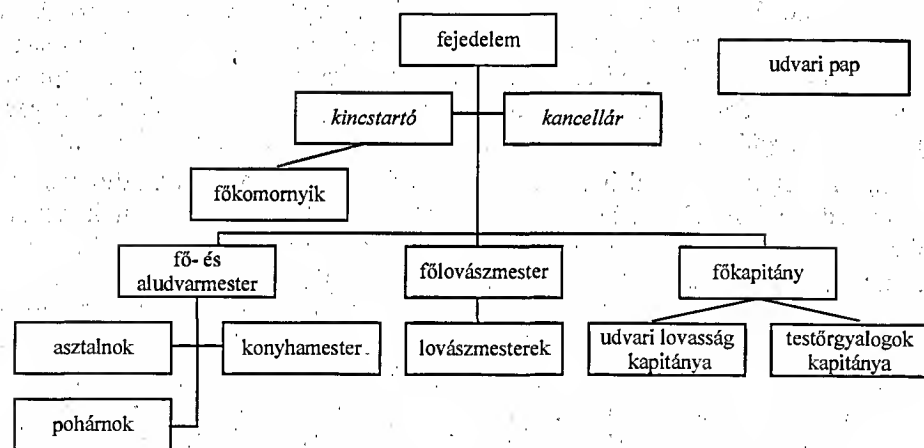 fejedelem
udvari pap
kincstartó
kancellár
főkomornyik
fő- és
aludvarmester
főlovászmester
főkapitány
asztalnok
konyhamester
lovászmesterek
udvari lovasság
kapitánya
testőrgyalogok
kapitánya
pohárnok